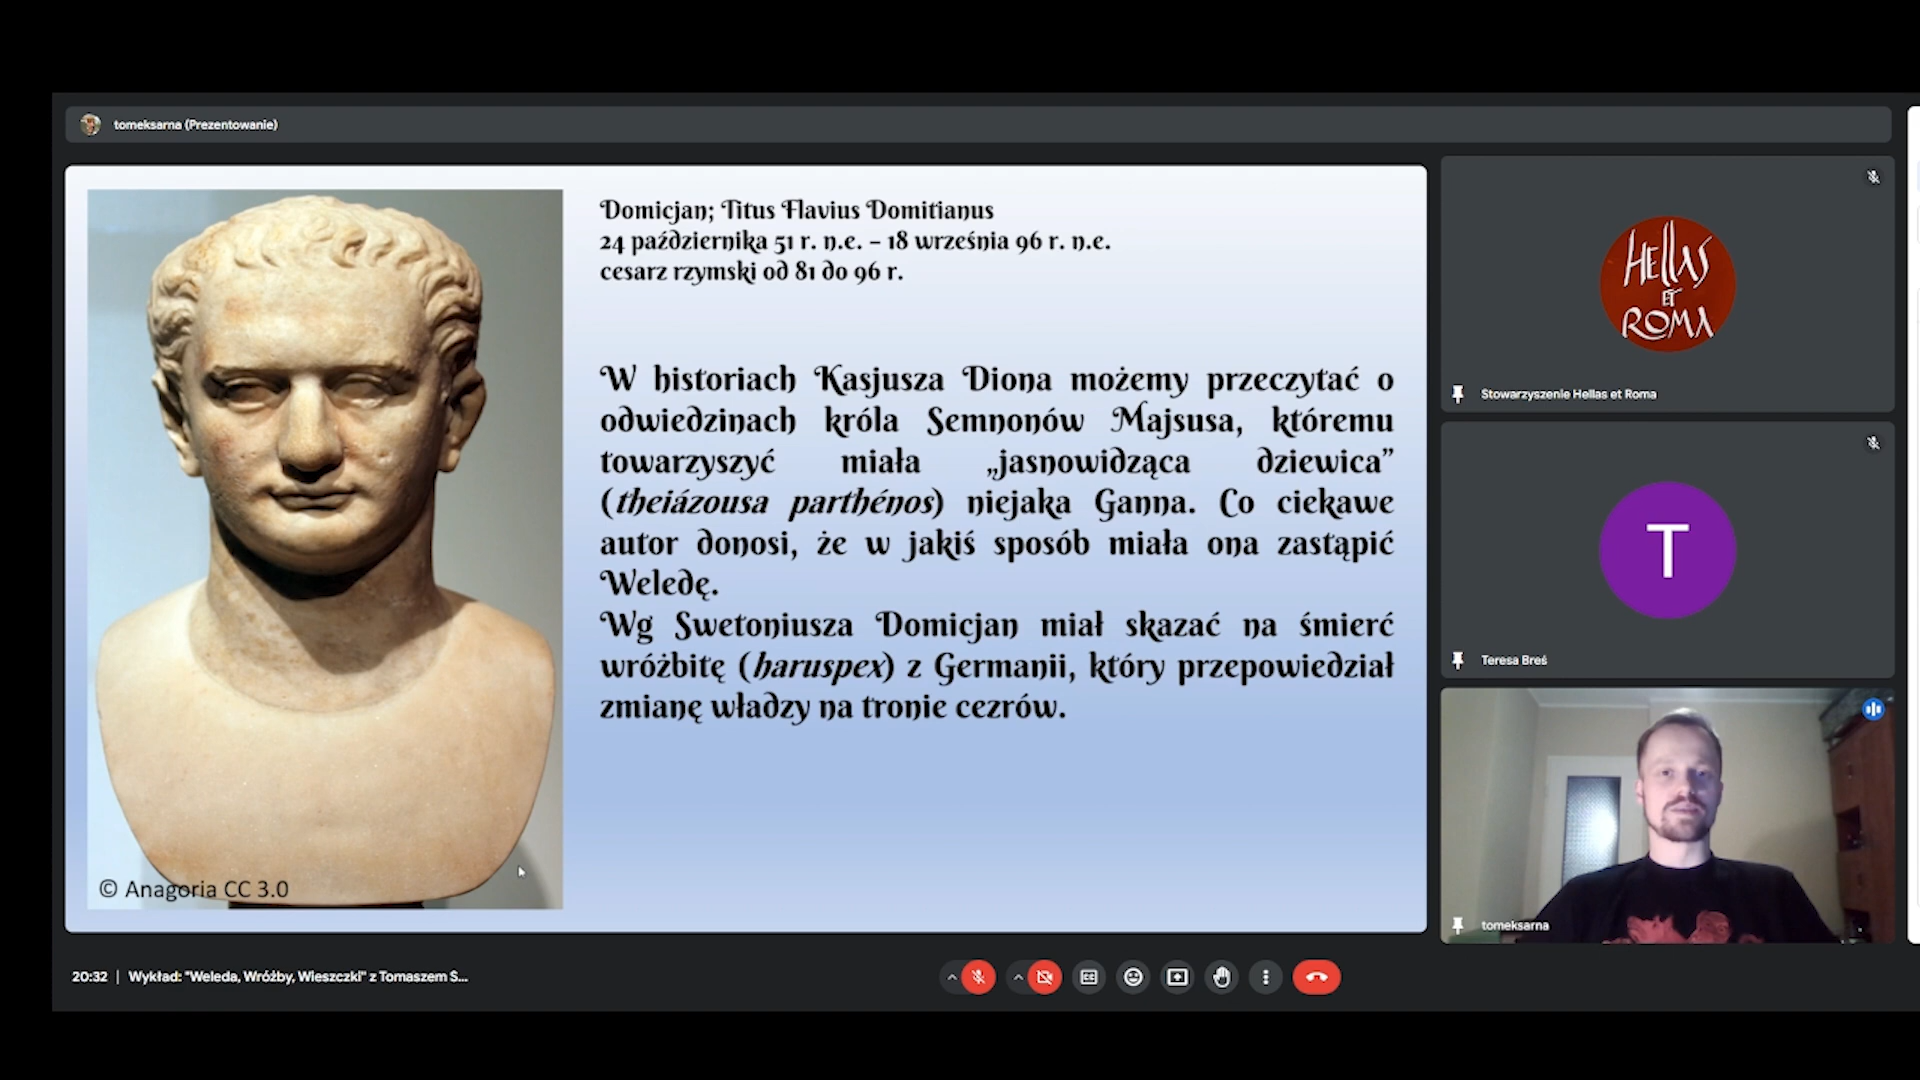 tomeksarna (Prezentowanie)
Domicjan; Titus Flavius Domitianus
24 października 51 r. n.e. – 18 września 96 r. n.e.
cesarz rzymski od 81 do 96 r.
W historiach Kasjusza Diona możemy przeczytać o
odwiedzinach króla Semnonów Majsusa, któremu
towarzyszyć miała „jasnowidząca dziewica”
(theiázousa parthénos) niejaka Ganna. Co ciekawe
autor donosi, że w jakiś sposób miała ona zastąpić
Weledę.
Wg Swetoniusza Domicjan miał skazać na śmierć
wróżbitę (haruspex) z Germanii, który przepowiedział
zmianę władzy na tronie cezrów.
© Anagoria CC 3.0
HELLAS
ET
ROMA
Stowarzyszenie Hellas et Roma
T
Teresa Breś
tomeksarna
20:32 | Wykład: "Weleda, Wróżby, Wieszczki" z Tomaszem S...